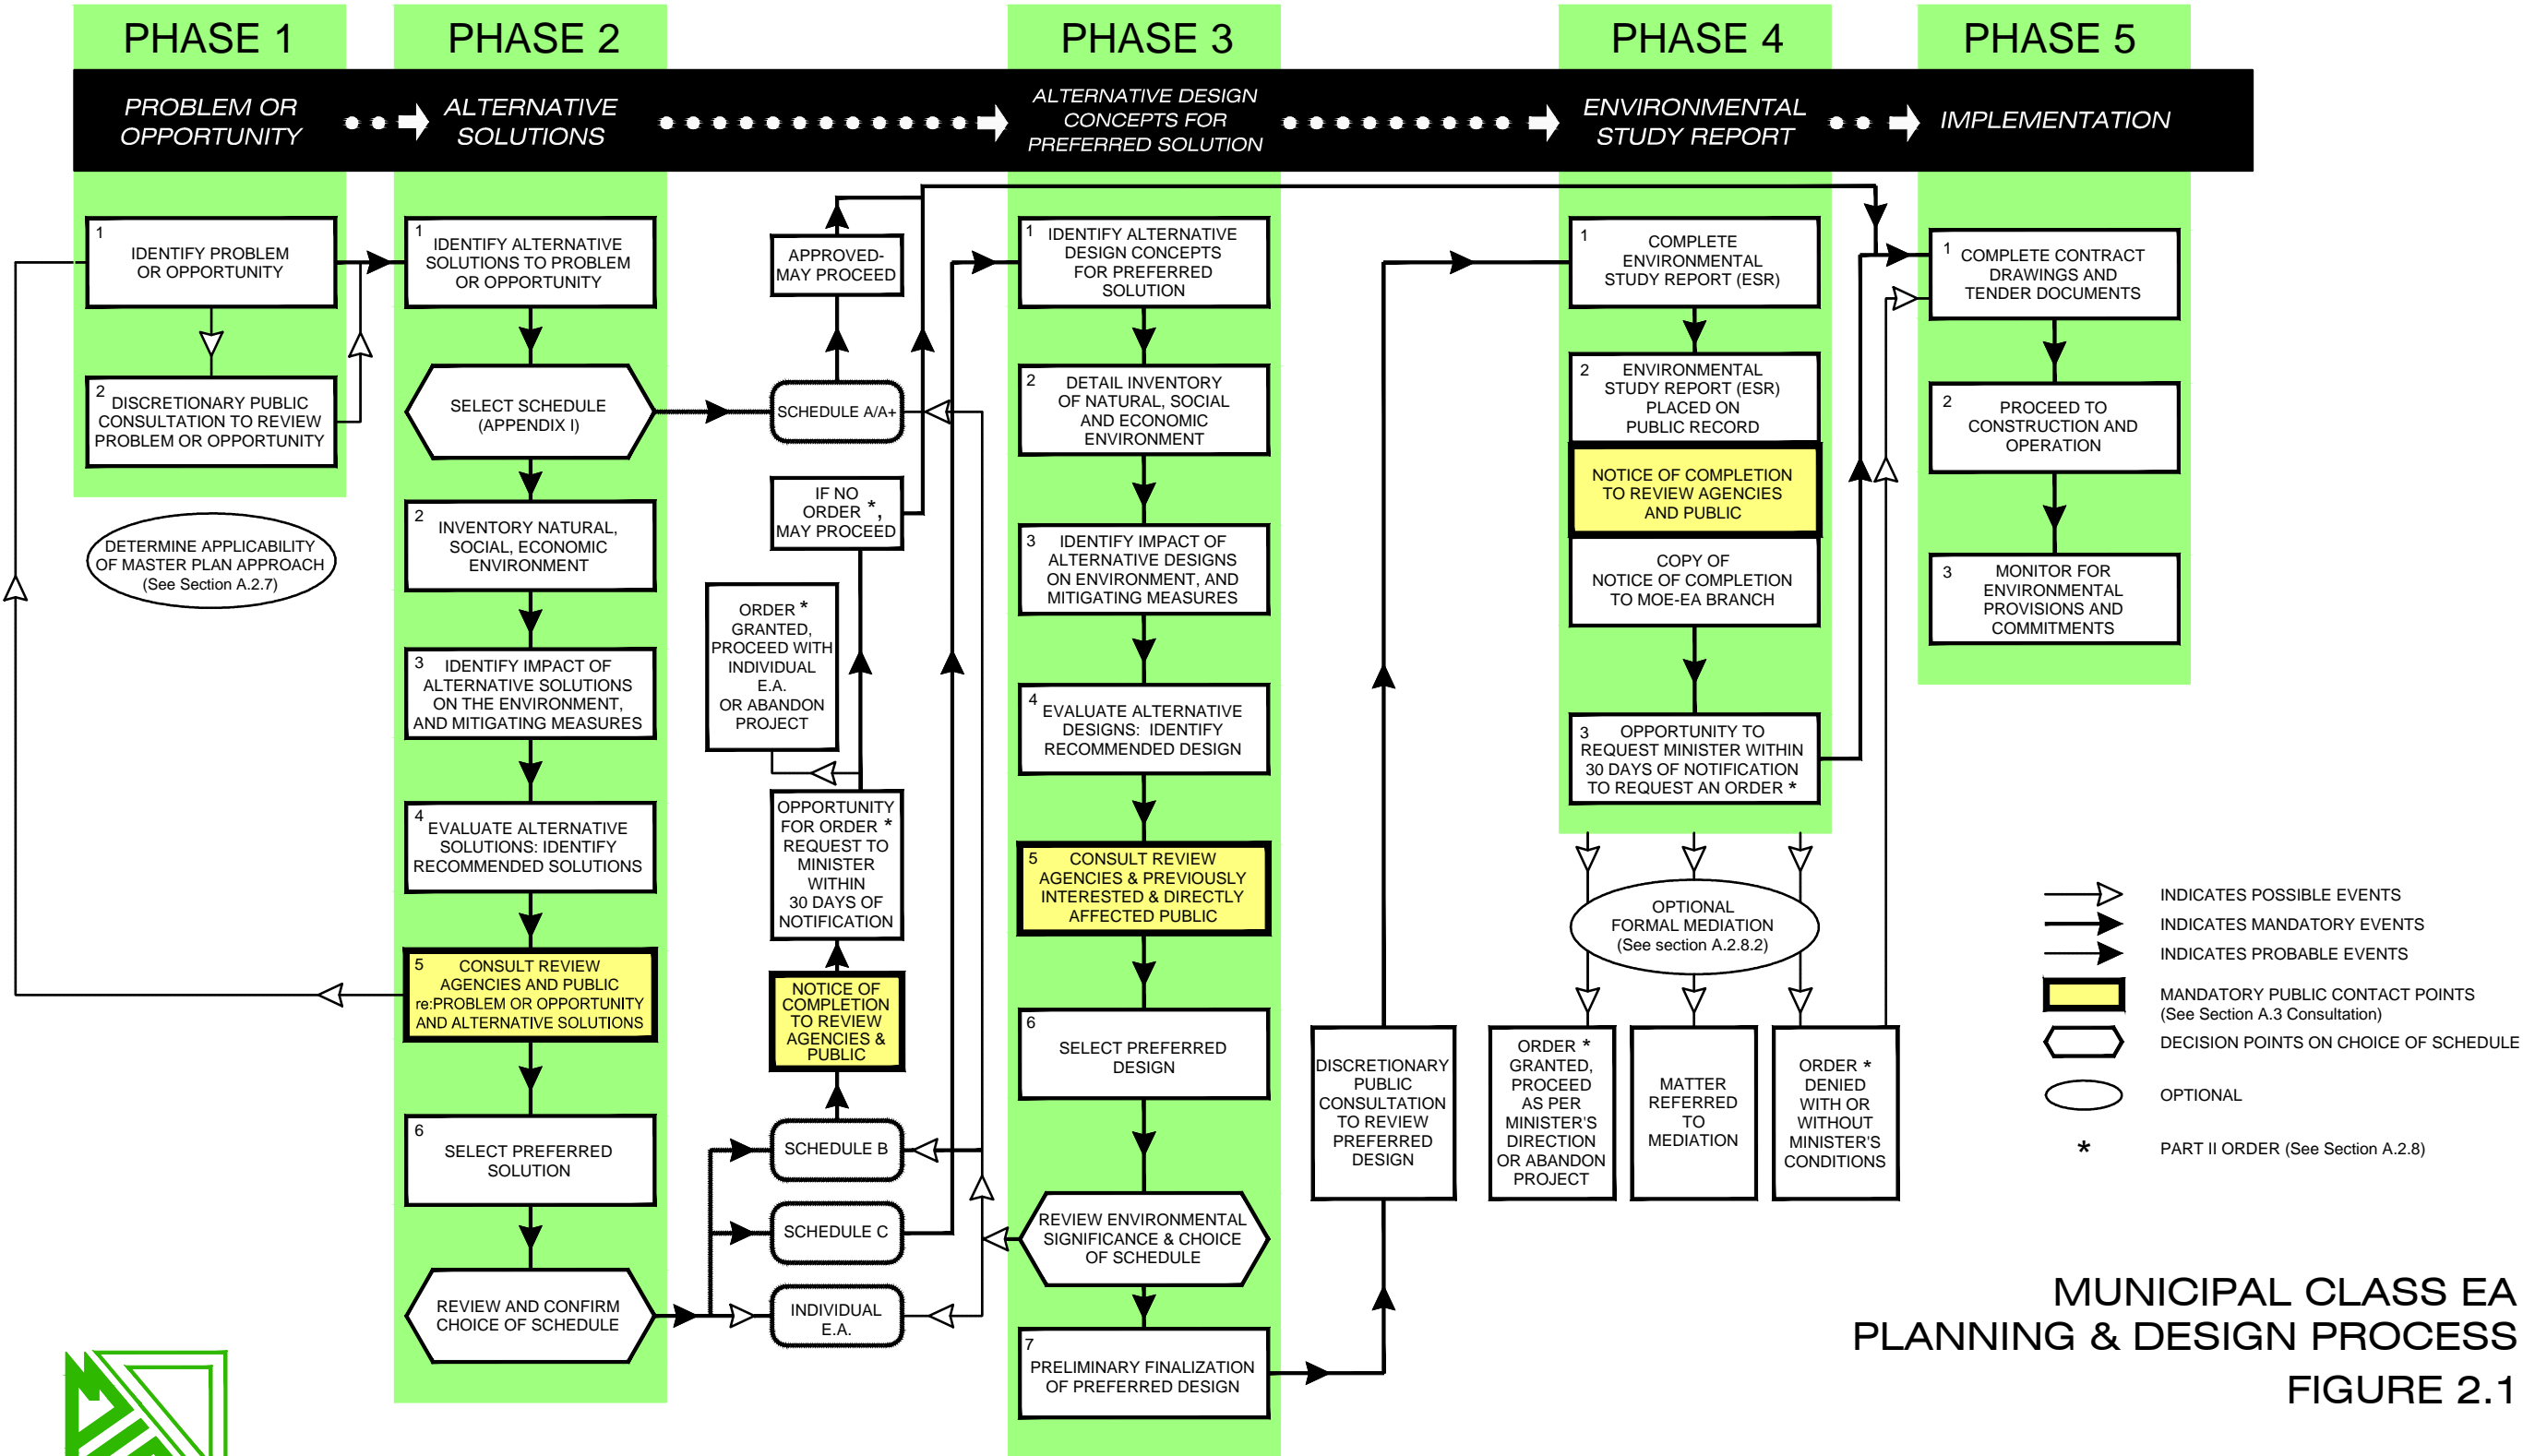 PHASE 1
PHASE 2
PHASE 3
PHASE 4
PHASE 5
PROBLEM OR
OPPORTUNITY
ALTERNATIVE
SOLUTIONS
ALTERNATIVE DESIGN
CONCEPTS FOR
PREFERRED SOLUTION
ENVIRONMENTAL
STUDY REPORT
IMPLEMENTATION
1
IDENTIFY PROBLEM
OR OPPORTUNITY
2
DISCRETIONARY PUBLIC
CONSULTATION TO REVIEW
PROBLEM OR OPPORTUNITY
DETERMINE APPLICABILITY
OF MASTER PLAN APPROACH
(See Section A.2.7)
1
IDENTIFY ALTERNATIVE
SOLUTIONS TO PROBLEM
OR OPPORTUNITY
SELECT SCHEDULE
(APPENDIX I)
2
INVENTORY NATURAL,
SOCIAL, ECONOMIC
ENVIRONMENT
3
IDENTIFY IMPACT OF
ALTERNATIVE SOLUTIONS
ON THE ENVIRONMENT,
AND MITIGATING MEASURES
4
EVALUATE ALTERNATIVE
SOLUTIONS: IDENTIFY
RECOMMENDED SOLUTIONS
5
CONSULT REVIEW
AGENCIES AND PUBLIC
re:PROBLEM OR OPPORTUNITY
AND ALTERNATIVE SOLUTIONS
6
SELECT PREFERRED
SOLUTION
REVIEW AND CONFIRM
CHOICE OF SCHEDULE
APPROVED-
MAY PROCEED
SCHEDULE A/A+
IF NO
ORDER *,
MAY PROCEED
ORDER *
GRANTED,
PROCEED WITH
INDIVIDUAL
E.A.
OR ABANDON
PROJECT
OPPORTUNITY
FOR ORDER *
REQUEST TO
MINISTER
WITHIN
30 DAYS OF
NOTIFICATION
NOTICE OF
COMPLETION
TO REVIEW
AGENCIES &
PUBLIC
SCHEDULE B
SCHEDULE C
INDIVIDUAL
E.A.
1
IDENTIFY ALTERNATIVE
DESIGN CONCEPTS
FOR PREFERRED
SOLUTION
2
DETAIL INVENTORY
OF NATURAL, SOCIAL
AND ECONOMIC
ENVIRONMENT
3
IDENTIFY IMPACT OF
ALTERNATIVE DESIGNS
ON ENVIRONMENT, AND
MITIGATING MEASURES
4
EVALUATE ALTERNATIVE
DESIGNS: IDENTIFY
RECOMMENDED DESIGN
5
CONSULT REVIEW
AGENCIES & PREVIOUSLY
INTERESTED & DIRECTLY
AFFECTED PUBLIC
6
SELECT PREFERRED
DESIGN
REVIEW ENVIRONMENTAL
SIGNIFICANCE & CHOICE
OF SCHEDULE
7
PRELIMINARY FINALIZATION
OF PREFERRED DESIGN
DISCRETIONARY
PUBLIC
CONSULTATION
TO REVIEW
PREFERRED
DESIGN
1
COMPLETE
ENVIRONMENTAL
STUDY REPORT (ESR)
2
ENVIRONMENTAL
STUDY REPORT (ESR)
PLACED ON
PUBLIC RECORD
NOTICE OF COMPLETION
TO REVIEW AGENCIES
AND PUBLIC
COPY OF
NOTICE OF COMPLETION
TO MOE-EA BRANCH
3
OPPORTUNITY TO
REQUEST MINISTER WITHIN
30 DAYS OF NOTIFICATION
TO REQUEST AN ORDER *
OPTIONAL
FORMAL MEDIATION
(See section A.2.8.2)
ORDER *
GRANTED,
PROCEED
AS PER
MINISTER'S
DIRECTION
OR ABANDON
PROJECT
MATTER
REFERRED
TO
MEDIATION
ORDER *
DENIED
WITH OR
WITHOUT
MINISTER'S
CONDITIONS
1
COMPLETE CONTRACT
DRAWINGS AND
TENDER DOCUMENTS
2
PROCEED TO
CONSTRUCTION AND
OPERATION
3
MONITOR FOR
ENVIRONMENTAL
PROVISIONS AND
COMMITMENTS
INDICATES POSSIBLE EVENTS
INDICATES MANDATORY EVENTS
INDICATES PROBABLE EVENTS
MANDATORY PUBLIC CONTACT POINTS
(See Section A.3 Consultation)
DECISION POINTS ON CHOICE OF SCHEDULE
OPTIONAL
* PART II ORDER (See Section A.2.8)
MUNICIPAL CLASS EA
PLANNING & DESIGN PROCESS
FIGURE 2.1